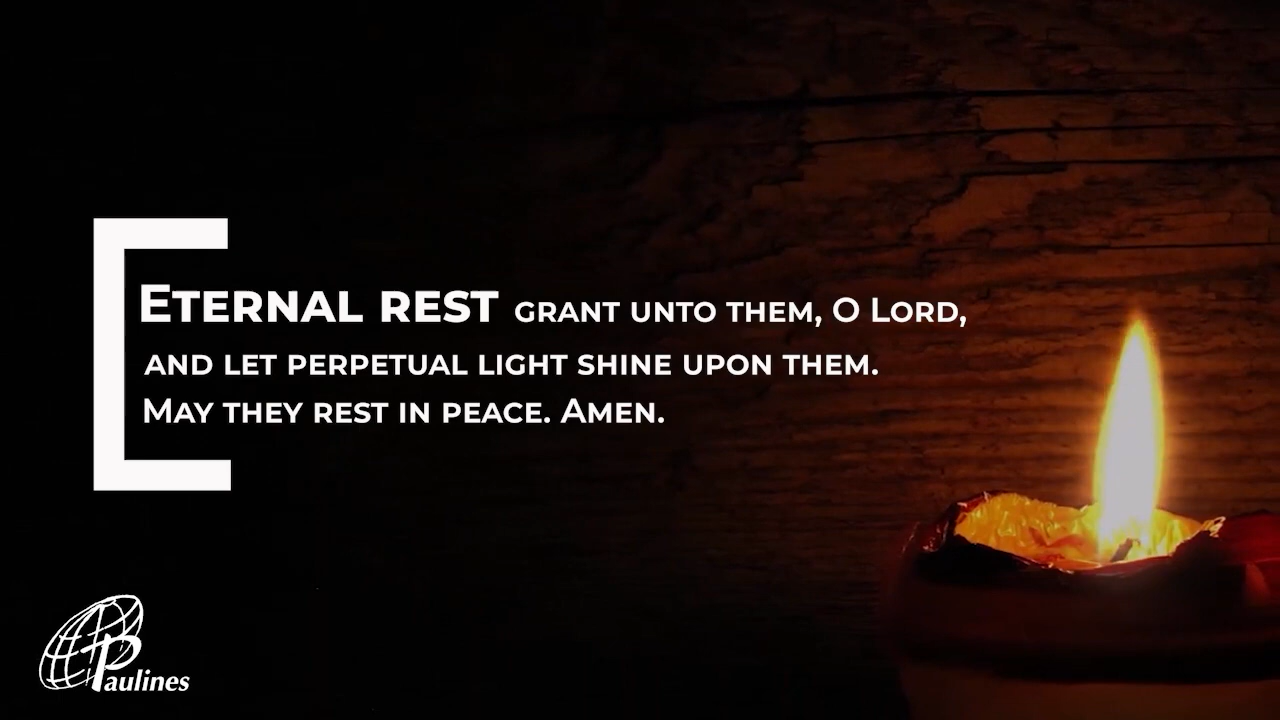 Eternal rest grant unto them, O Lord,
and let perpetual light shine upon them.
May they rest in peace. Amen.
Paulines